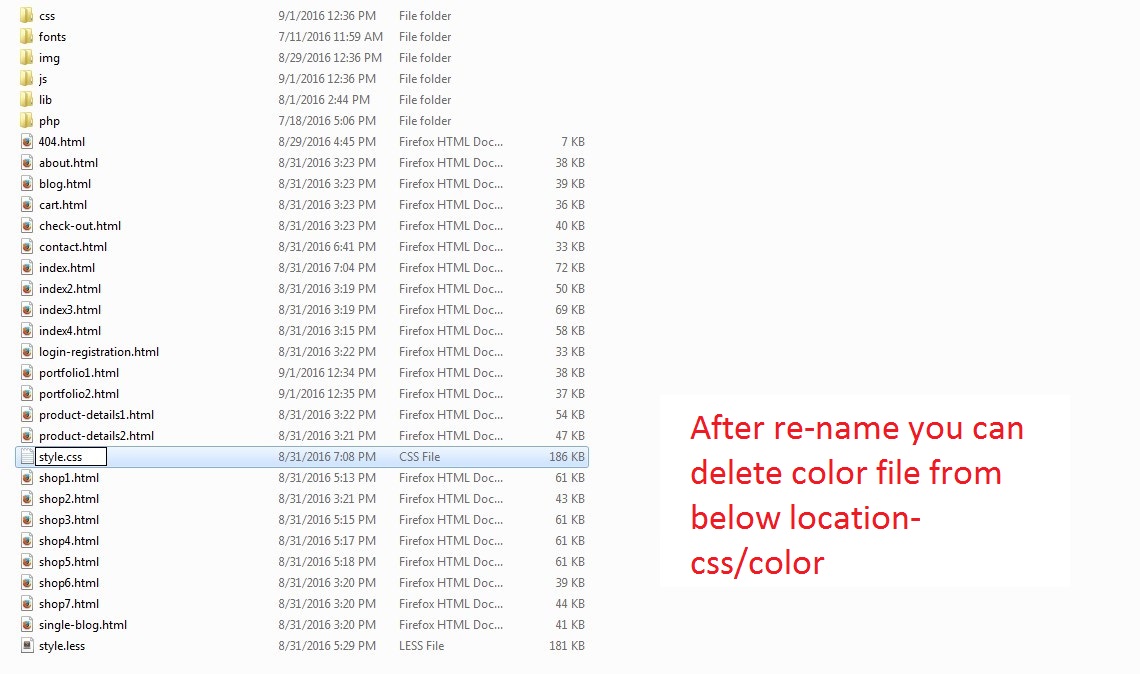 css 9/1/2016 12:36 PM File folder
fonts 7/11/2016 11:59 AM File folder
img 8/29/2016 12:36 PM File folder
js 9/1/2016 12:36 PM File folder
lib 8/1/2016 2:44 PM File folder
php 7/18/2016 5:06 PM File folder
404.html 8/29/2016 4:45 PM Firefox HTML Doc... 7 KB
about.html 8/31/2016 3:23 PM Firefox HTML Doc... 38 KB
blog.html 8/31/2016 3:23 PM Firefox HTML Doc... 39 KB
cart.html 8/31/2016 3:23 PM Firefox HTML Doc... 36 KB
check-out.html 8/31/2016 3:23 PM Firefox HTML Doc... 40 KB
contact.html 8/31/2016 6:41 PM Firefox HTML Doc... 33 KB
index.html 8/31/2016 7:04 PM Firefox HTML Doc... 72 KB
index2.html 8/31/2016 3:19 PM Firefox HTML Doc... 50 KB
index3.html 8/31/2016 3:19 PM Firefox HTML Doc... 69 KB
index4.html 8/31/2016 3:15 PM Firefox HTML Doc... 58 KB
login-registration.html 8/31/2016 3:22 PM Firefox HTML Doc... 33 KB
portfolio1.html 9/1/2016 12:34 PM Firefox HTML Doc... 38 KB
portfolio2.html 9/1/2016 12:35 PM Firefox HTML Doc... 37 KB
product-details1.html 8/31/2016 3:22 PM Firefox HTML Doc... 54 KB
product-details2.html 8/31/2016 3:21 PM Firefox HTML Doc... 47 KB
style.css 8/31/2016 7:08 PM CSS File 186 KB
shop1.html 8/31/2016 5:13 PM Firefox HTML Doc... 61 KB
shop2.html 8/31/2016 3:21 PM Firefox HTML Doc... 43 KB
shop3.html 8/31/2016 5:15 PM Firefox HTML Doc... 61 KB
shop4.html 8/31/2016 5:17 PM Firefox HTML Doc... 61 KB
shop5.html 8/31/2016 5:18 PM Firefox HTML Doc... 61 KB
shop6.html 8/31/2016 3:20 PM Firefox HTML Doc... 39 KB
shop7.html 8/31/2016 3:20 PM Firefox HTML Doc... 44 KB
single-blog.html 8/31/2016 3:20 PM Firefox HTML Doc... 41 KB
style.less 8/31/2016 5:29 PM LESS File 181 KB
After re-name you can
delete color file from
below location-
css/color